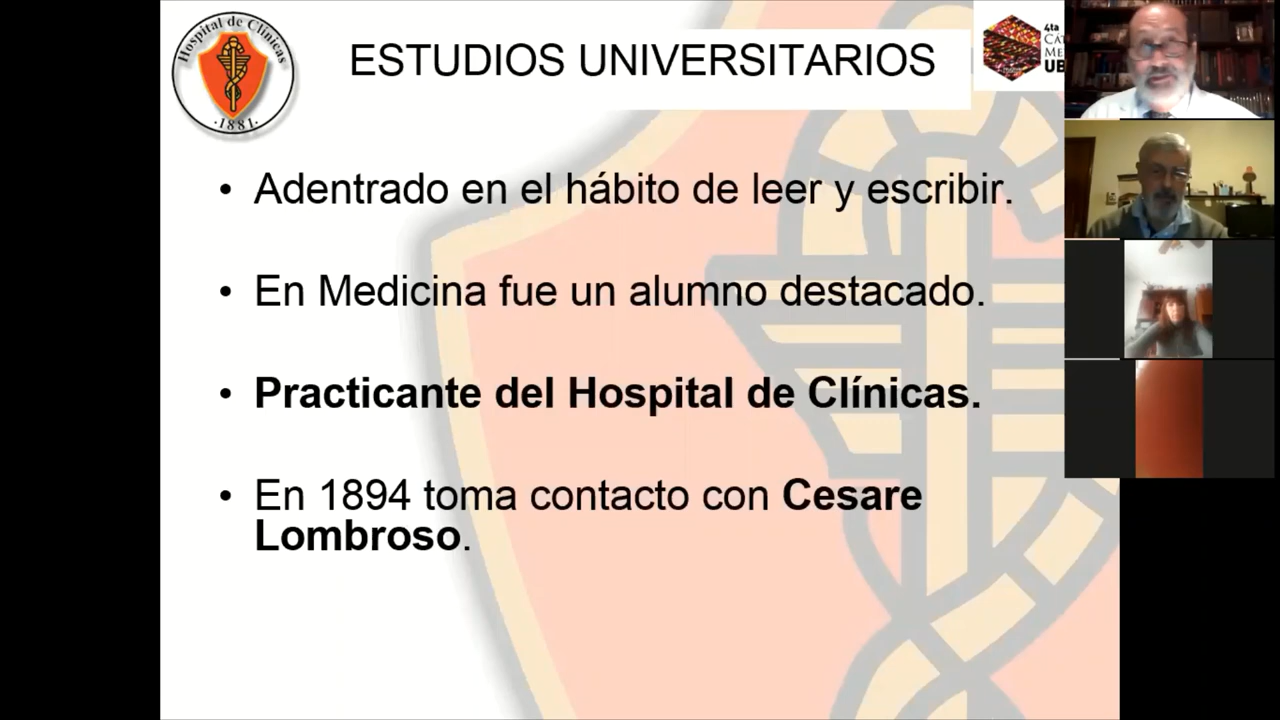 Hospital de Clínicas
·1881·
ESTUDIOS UNIVERSITARIOS
4ta
UB
• Adentrado en el hábito de leer y escribir.
• En Medicina fue un alumno destacado.
• Practicante del Hospital de Clínicas.
• En 1894 toma contacto con Cesare
Lombroso.